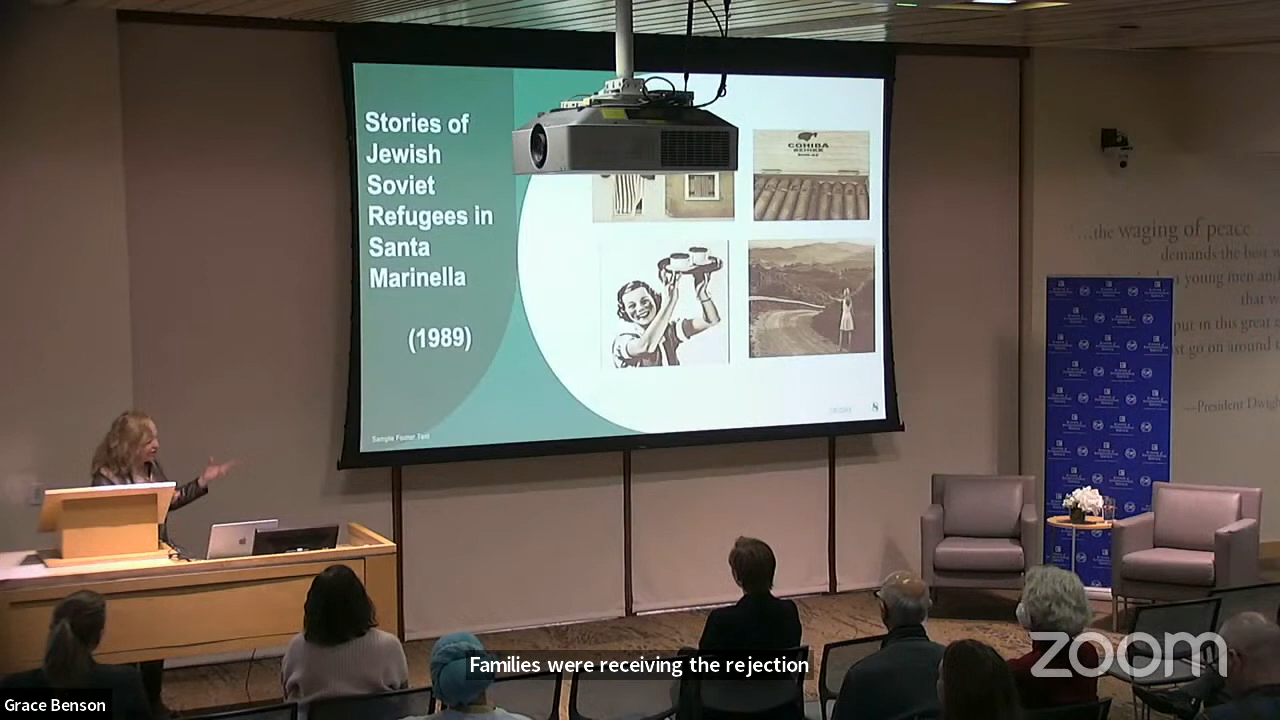 Stories of
Jewish
Soviet
Refugees in
Santa
Marinella
(1989)
Sample Footer Text
COHIBA
BEHIKE
8
...the waging of peace
demands the best
young men and
that
put in this great
go on around
—President Dwigh
Families were receiving the rejection
zoom
Grace Benson